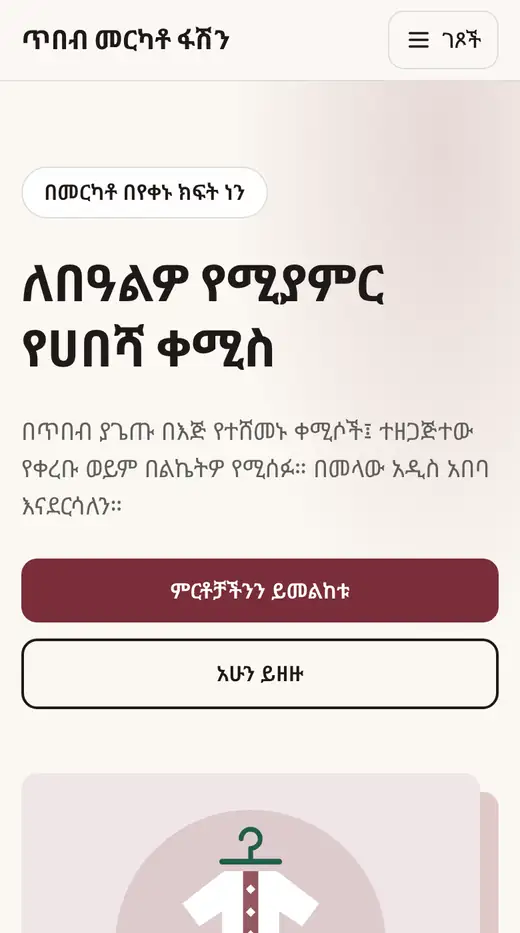 ጥበብ መርካቶ ፋሽን
ገጾች
በመርካቶ በየቀኑ ክፍት ነን
ለበዓልዎ የሚያምር
የሀበሻ ቀሚስ
በጥበብ ያጌጡ በእጅ የተሸመኑ ቀሚሶች፤ ተዘጋጅተው
የቀረቡ ወይም በልኬትዎ የሚሰፉ። በመላው አዲስ አበባ
እናደርሳለን።
ምርቶቻችንን ይመልከቱ
አሁን ይዘዙ